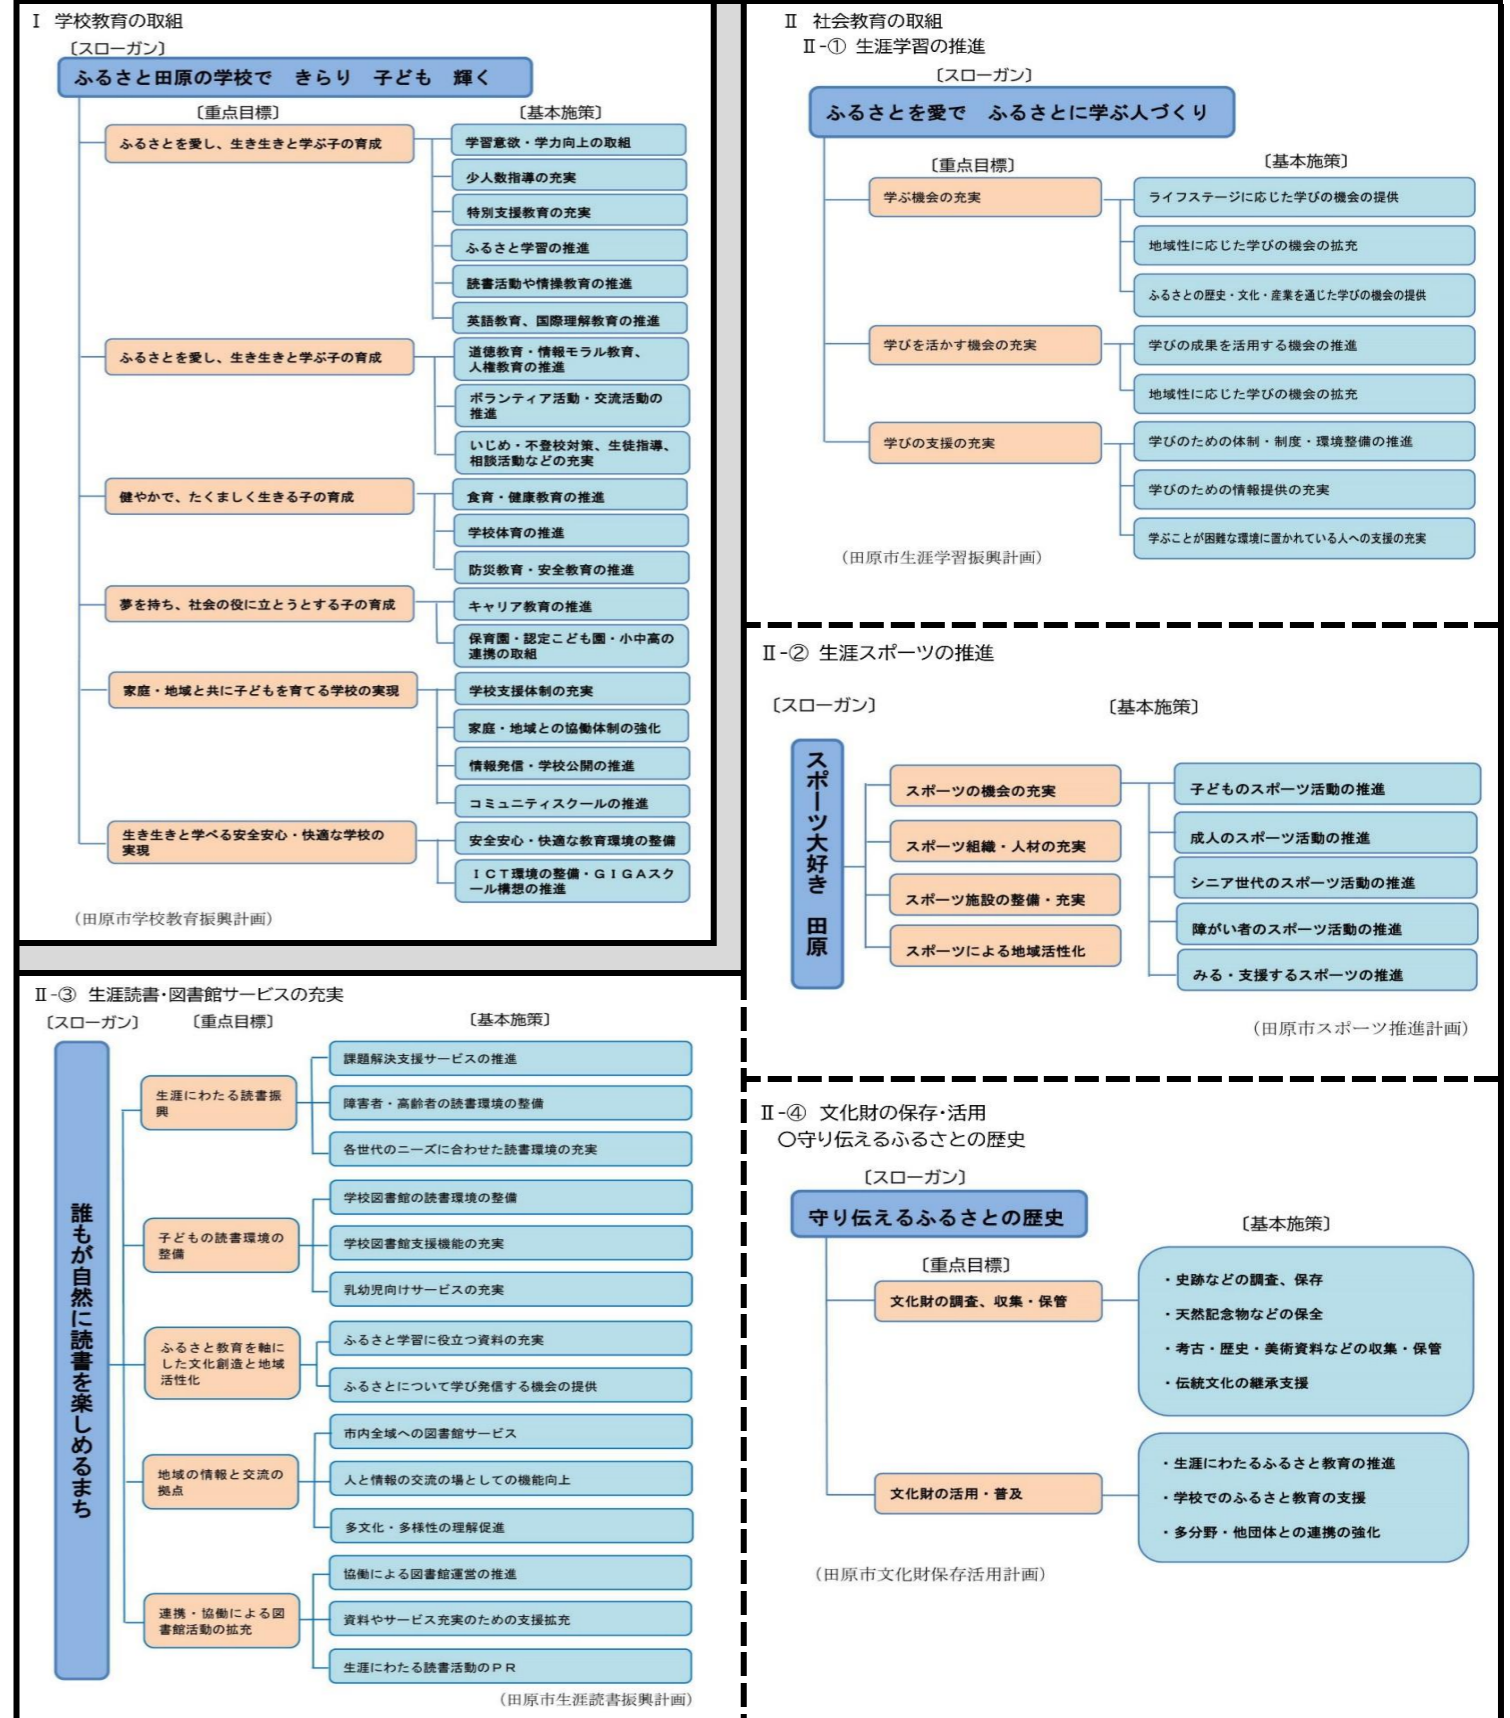 Ⅰ 学校教育の取組
〔スローガン〕
ふるさと田原の学校で きらり 子ども 輝く
〔重点目標〕
〔基本施策〕
ふるさとを愛し、生き生きと学ぶ子の育成
学習意欲・学力向上の取組
少人数指導の充実
特別支援教育の充実
ふるさと学習の推進
読書活動や情操教育の推進
英語教育、国際理解教育の推進
ふるさとを愛し、生き生きと学ぶ子の育成
道徳教育・情報モラル教育、
人権教育の推進
ボランティア活動・交流活動の
推進
いじめ・不登校対策、生徒指導、
相談活動などの充実
健やかで、たくましく生きる子の育成
食育・健康教育の推進
学校体育の推進
防災教育・安全教育の推進
夢を持ち、社会の役に立とうとする子の育成
キャリア教育の推進
保育園・認定こども園・小中高の
連携の取組
家庭・地域と共に子どもを育てる学校の実現
学校支援体制の充実
家庭・地域との協働体制の強化
情報発信・学校公開の推進
コミュニティスクールの推進
生き生きと学べる安全安心・快適な学校の
実現
安全安心・快適な教育環境の整備
ＩＣＴ環境の整備・ＧＩＧＡスク
ール構想の推進
（田原市学校教育振興計画）
Ⅱ 社会教育の取組
Ⅱ-① 生涯学習の推進
〔スローガン〕
ふるさとを愛で ふるさとに学ぶ人づくり
〔重点目標〕
〔基本施策〕
学ぶ機会の充実
ライフステージに応じた学びの機会の提供
地域性に応じた学びの機会の拡充
ふるさとの歴史・文化・産業を通じた学びの機会の提供
学びを活かす機会の充実
学びの成果を活用する機会の推進
地域性に応じた学びの機会の拡充
学びの支援の充実
学びのための体制・制度・環境整備の推進
学びのための情報提供の充実
学ぶことが困難な環境に置かれている人への支援の充実
（田原市生涯学習振興計画）
Ⅱ-② 生涯スポーツの推進
〔スローガン〕
〔基本施策〕
スポーツ大好き 田原
スポーツの機会の充実
スポーツ組織・人材の充実
スポーツ施設の整備・充実
スポーツによる地域活性化
子どものスポーツ活動の推進
成人のスポーツ活動の推進
シニア世代のスポーツ活動の推進
障がい者のスポーツ活動の推進
みる・支援するスポーツの推進
（田原市スポーツ推進計画）
Ⅱ-③ 生涯読書・図書館サービスの充実
〔スローガン〕
〔重点目標〕
〔基本施策〕
誰もが自然に読書を楽しめるまち
生涯にわたる読書振
興
課題解決支援サービスの推進
障害者・高齢者の読書環境の整備
各世代のニーズに合わせた読書環境の充実
子どもの読書環境の
整備
学校図書館の読書環境の整備
学校図書館支援機能の充実
乳幼児向けサービスの充実
ふるさと教育を軸に
した文化創造と地域
活性化
ふるさと学習に役立つ資料の充実
ふるさとについて学び発信する機会の提供
地域の情報と交流の
拠点
市内全域への図書館サービス
人と情報の交流の場としての機能向上
多文化・多様性の理解促進
連携・協働による図
書館活動の拡充
協働による図書館運営の推進
資料やサービス充実のための支援拡充
生涯にわたる読書活動のＰＲ
（田原市生涯読書振興計画）
Ⅱ-④ 文化財の保存・活用
○守り伝えるふるさとの歴史
〔スローガン〕
守り伝えるふるさとの歴史
〔重点目標〕
〔基本施策〕
文化財の調査、収集・保管
・史跡などの調査、保存
・天然記念物などの保全
・考古・歴史・美術資料などの収集・保管
・伝統文化の継承支援
文化財の活用・普及
・生涯にわたるふるさと教育の推進
・学校でのふるさと教育の支援
・多分野・他団体との連携の強化
（田原市文化財保存活用計画）